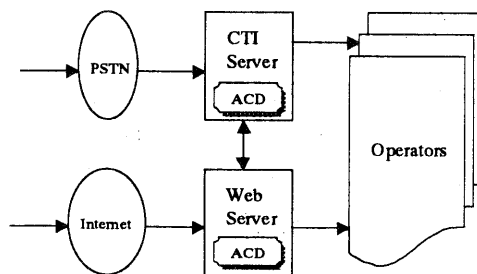 PSTN
CTI
Server
ACD
Operators
Internet
Web
Server
ACD